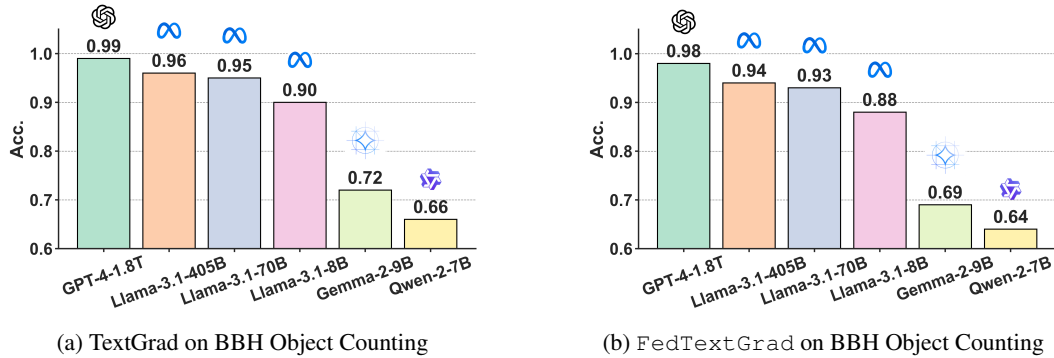 1.0
0.9
0.8
0.7
0.6
Acc.
0.99
0.96
0.95
0.90
0.72
0.66
GPT-4-1.8T
Llama-3.1-405B
Llama-3.1-70B
Llama-3.1-8B
Gemma-2-9B
Qwen-2-7B
(a) TextGrad on BBH Object Counting
1.0
0.9
0.8
0.7
0.6
Acc.
0.98
0.94
0.93
0.88
0.69
0.64
GPT-4-1.8T
Llama-3.1-405B
Llama-3.1-70B
Llama-3.1-8B
Gemma-2-9B
Qwen-2-7B
(b) FedTextGrad on BBH Object Counting